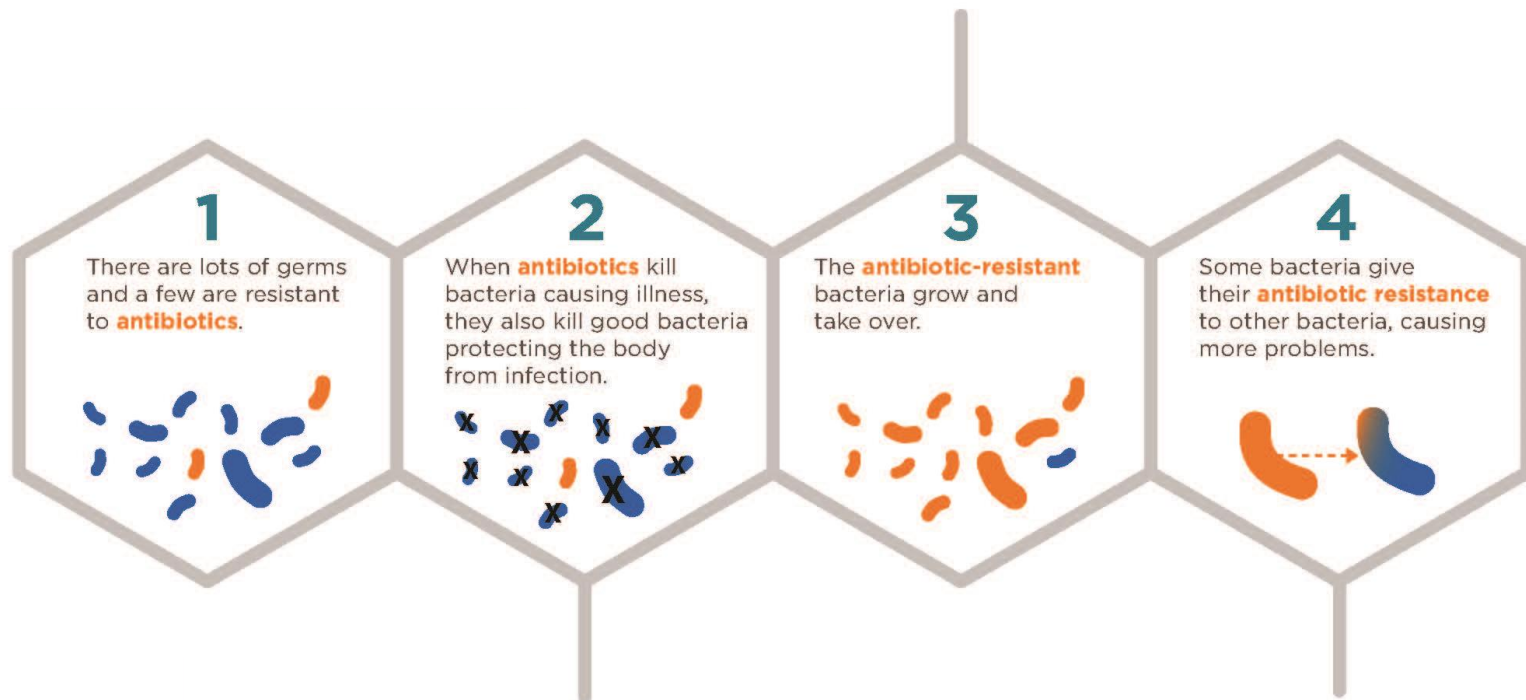 1
There are lots of germs
and a few are resistant
to antibiotics.
2
When antibiotics kill
bacteria causing illness,
they also kill good bacteria
protecting the body
from infection.
X
X
X
X
X
X
X
X
X
3
The antibiotic-resistant
bacteria grow and
take over.
4
Some bacteria give
their antibiotic resistance
to other bacteria, causing
more problems.